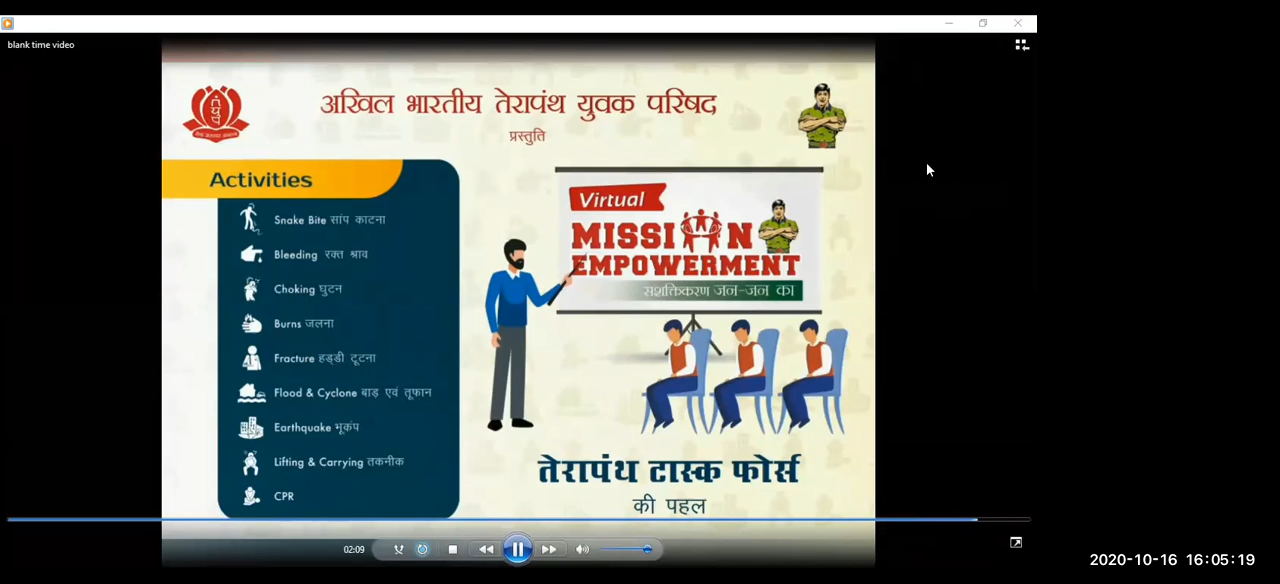 blank time video
अखिल भारतीय तेरापंथ युवक परिषद
प्रस्तुति
Activities
Snake Bite सांप काटना
Bleeding रक्त श्राव
Choking घुटन
Burns जलना
Fracture हड्डी टूटना
Flood & Cyclone बाड़ एवं तूफान
Earthquake भूकंप
Lifting & Carrying तकनीक
CPR
Virtual
MISSION
EMPOWERMENT
सशक्तिकरण जन-जन का
तेरापंथ टास्क फोर्स
की पहल
02:09
2020-10-16 16:05:19